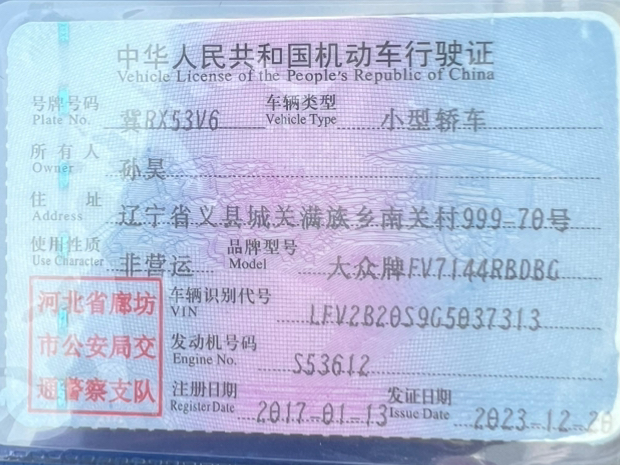 中华人民共和国机动车行驶证
Vehicle License of the People's Republic of China
号牌号码 冀RX53V6 车辆类型 小型轿车
Plate No. Vehicle Type
所有人 孙昊
Owner
住址 辽宁省义县城关满族乡南关村999-70号
Address
使用性质 非营运 品牌型号 大众牌FV7144RBDBG
Use Character Model
车辆识别代号 LFV2B20S9G5037313
VIN
发动机号码 S53612
Engine No.
注册日期 2017-01-13 发证日期 2023-12-20
Register Date Issue Date
河北省廊坊
市公安局交
通警察支队